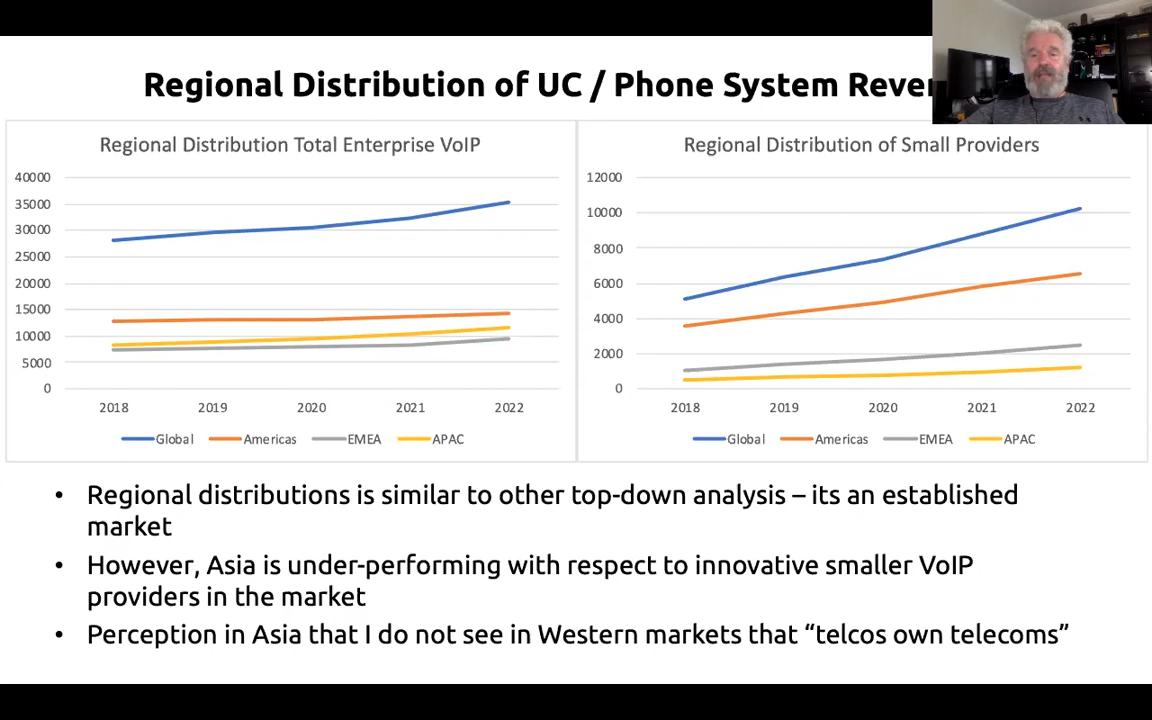 Regional Distribution of UC / Phone System
Regional Distribution Total Enterprise VoIP
40000
35000
30000
25000
20000
15000
10000
5000
0
2018 2019 2020 2021 2022
Global Americas EMEA APAC
Regional Distribution of Small Providers
12000
10000
8000
6000
4000
2000
0
2018 2019 2020 2021 2022
Global Americas EMEA APAC
• Regional distributions is similar to other top-down analysis – its an established
market
• However, Asia is under-performing with respect to innovative smaller VoIP
providers in the market
• Perception in Asia that I do not see in Western markets that “telcos own telecoms”